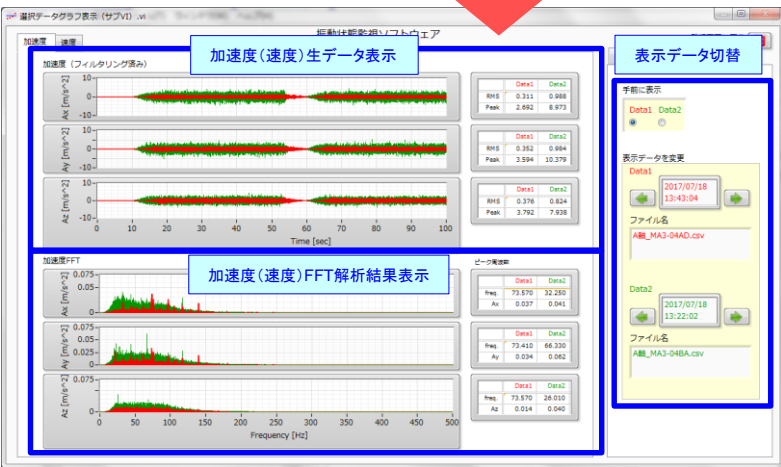 選択データグラフ表示（サブVI）.vi
振動状態監視ソフトウェア
加速度 速度
加速度（速度）生データ表示
表示データ切替
加速度（フィルタリング済み）
Ax [m/s^2]
10-
0-
-10-
Data1 Data2
RMS 0.311 0.988
Peak 2.692 8.973
Ay [m/s^2]
10-
0-
-10-
Data1 Data2
RMS 0.352 0.984
Peak 3.594 10.379
Az [m/s^2]
10-
0-
-10-
Data1 Data2
RMS 0.376 0.824
Peak 3.792 7.938
0 10 20 30 40 50 60 70 80 90 100
Time [sec]
加速度FFT
加速度（速度）FFT解析結果表示
ピーク周波数
Ax [m/s^2]
0.075-
0.05-
0-
Data1 Data2
freq. 73.570 32.250
Ax 0.037 0.041
Ay [m/s^2]
0.075-
0.05-
0.025-
0-
Data1 Data2
freq. 73.410 66.330
Ay 0.034 0.062
Az [m/s^2]
0.075-
0-
Data1 Data2
freq. 73.570 26.010
Az 0.014 0.040
0 50 100 150 200 250 300 350 400 450 500
Frequency [Hz]
手前に表示
Data1 Data2
表示データを変更
Data1
2017/07/18
13:43:04
ファイル名
A軸_MA3-04AD.csv
Data2
2017/07/18
13:22:02
ファイル名
A軸_MA3-04BA.csv